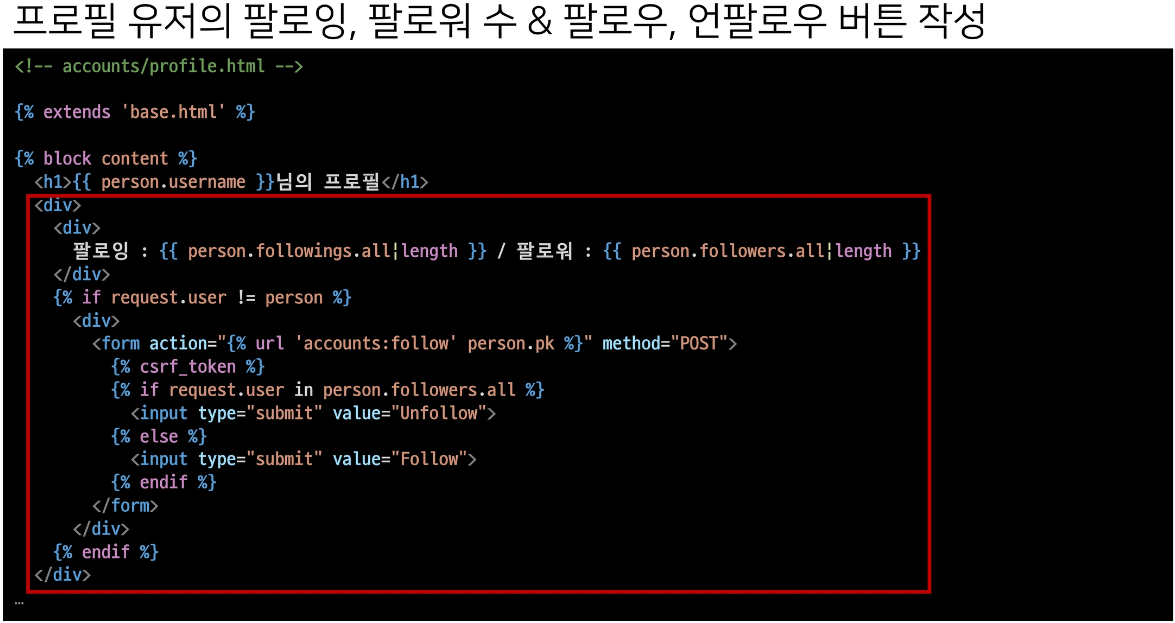 프로필 유저의 팔로잉, 팔로워 수 & 팔로우, 언팔로우 버튼 작성
<!-- accounts/profile.html -->
{% extends 'base.html' %}
{% block content %}
<h1>{{ person.username }}님의 프로필</h1>
<div>
<div>
팔로잉 : {{ person.followings.all|length }} / 팔로워 : {{ person.followers.all|length }}
</div>
{% if request.user != person %}
<div>
<form action="{% url 'accounts:follow' person.pk %}" method="POST">
{% csrf_token %}
{% if request.user in person.followers.all %}
<input type="submit" value="Unfollow">
{% else %}
<input type="submit" value="Follow">
{% endif %}
</form>
</div>
{% endif %}
</div>
…